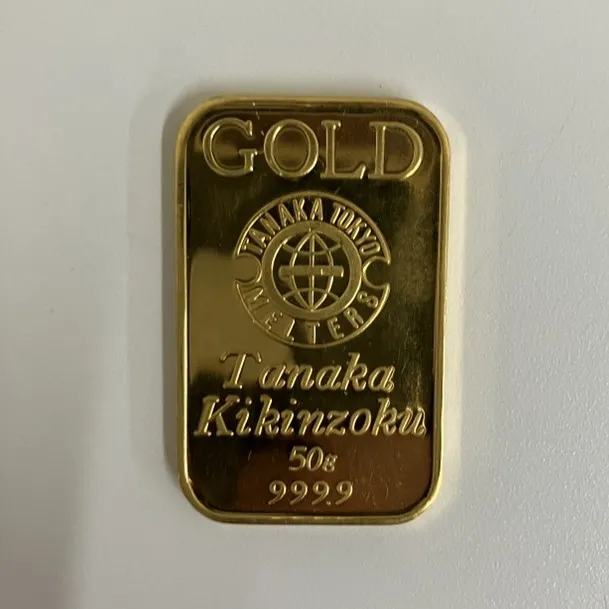 GOLD
TANAKA TOKYO
MELTERS
Tanaka
Kikinzoku
50g
999.9